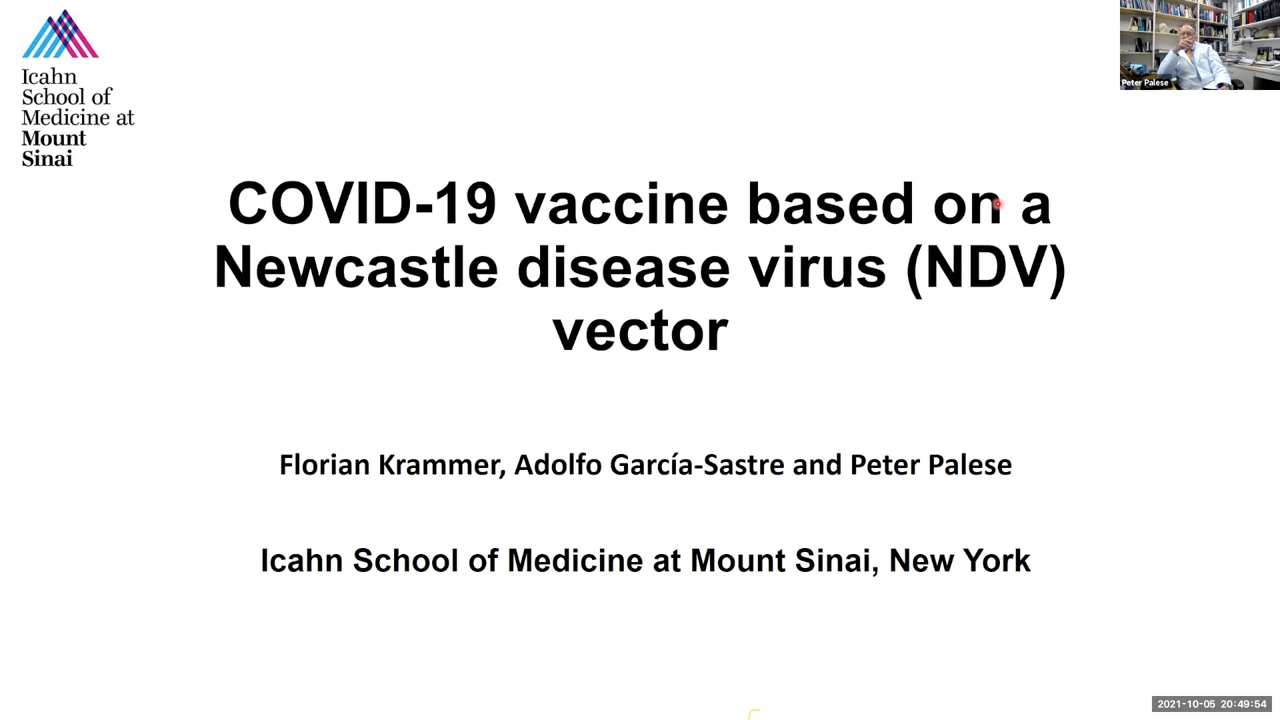 Icahn
School of
Medicine at
Mount
Sinai
Peter Palese
COVID-19 vaccine based on a
Newcastle disease virus (NDV)
vector
Florian Krammer, Adolfo García-Sastre and Peter Palese
Icahn School of Medicine at Mount Sinai, New York
2021-10-05 20:49:54